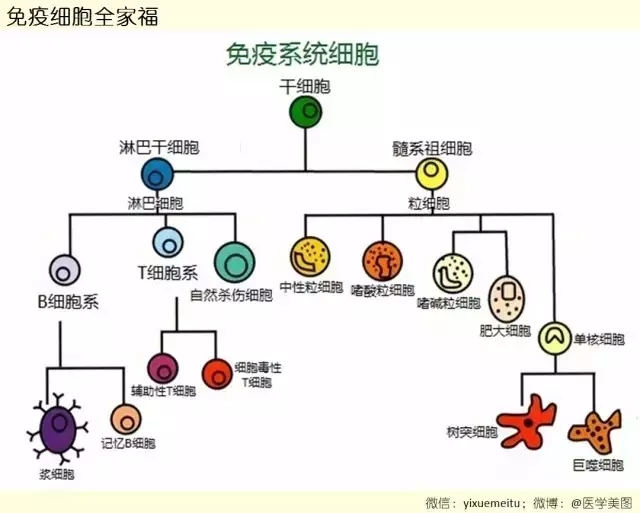 免疫细胞全家福
免疫系统细胞
干细胞
淋巴干细胞
髓系祖细胞
淋巴细胞
粒细胞
B细胞系
T细胞系
自然杀伤细胞
中性粒细胞
嗜酸粒细胞
嗜碱粒细胞
肥大细胞
单核细胞
辅助性T细胞
细胞毒性
T细胞
浆细胞
记忆B细胞
树突细胞
巨噬细胞
微信：yixuemeitu；微博：@医学美图